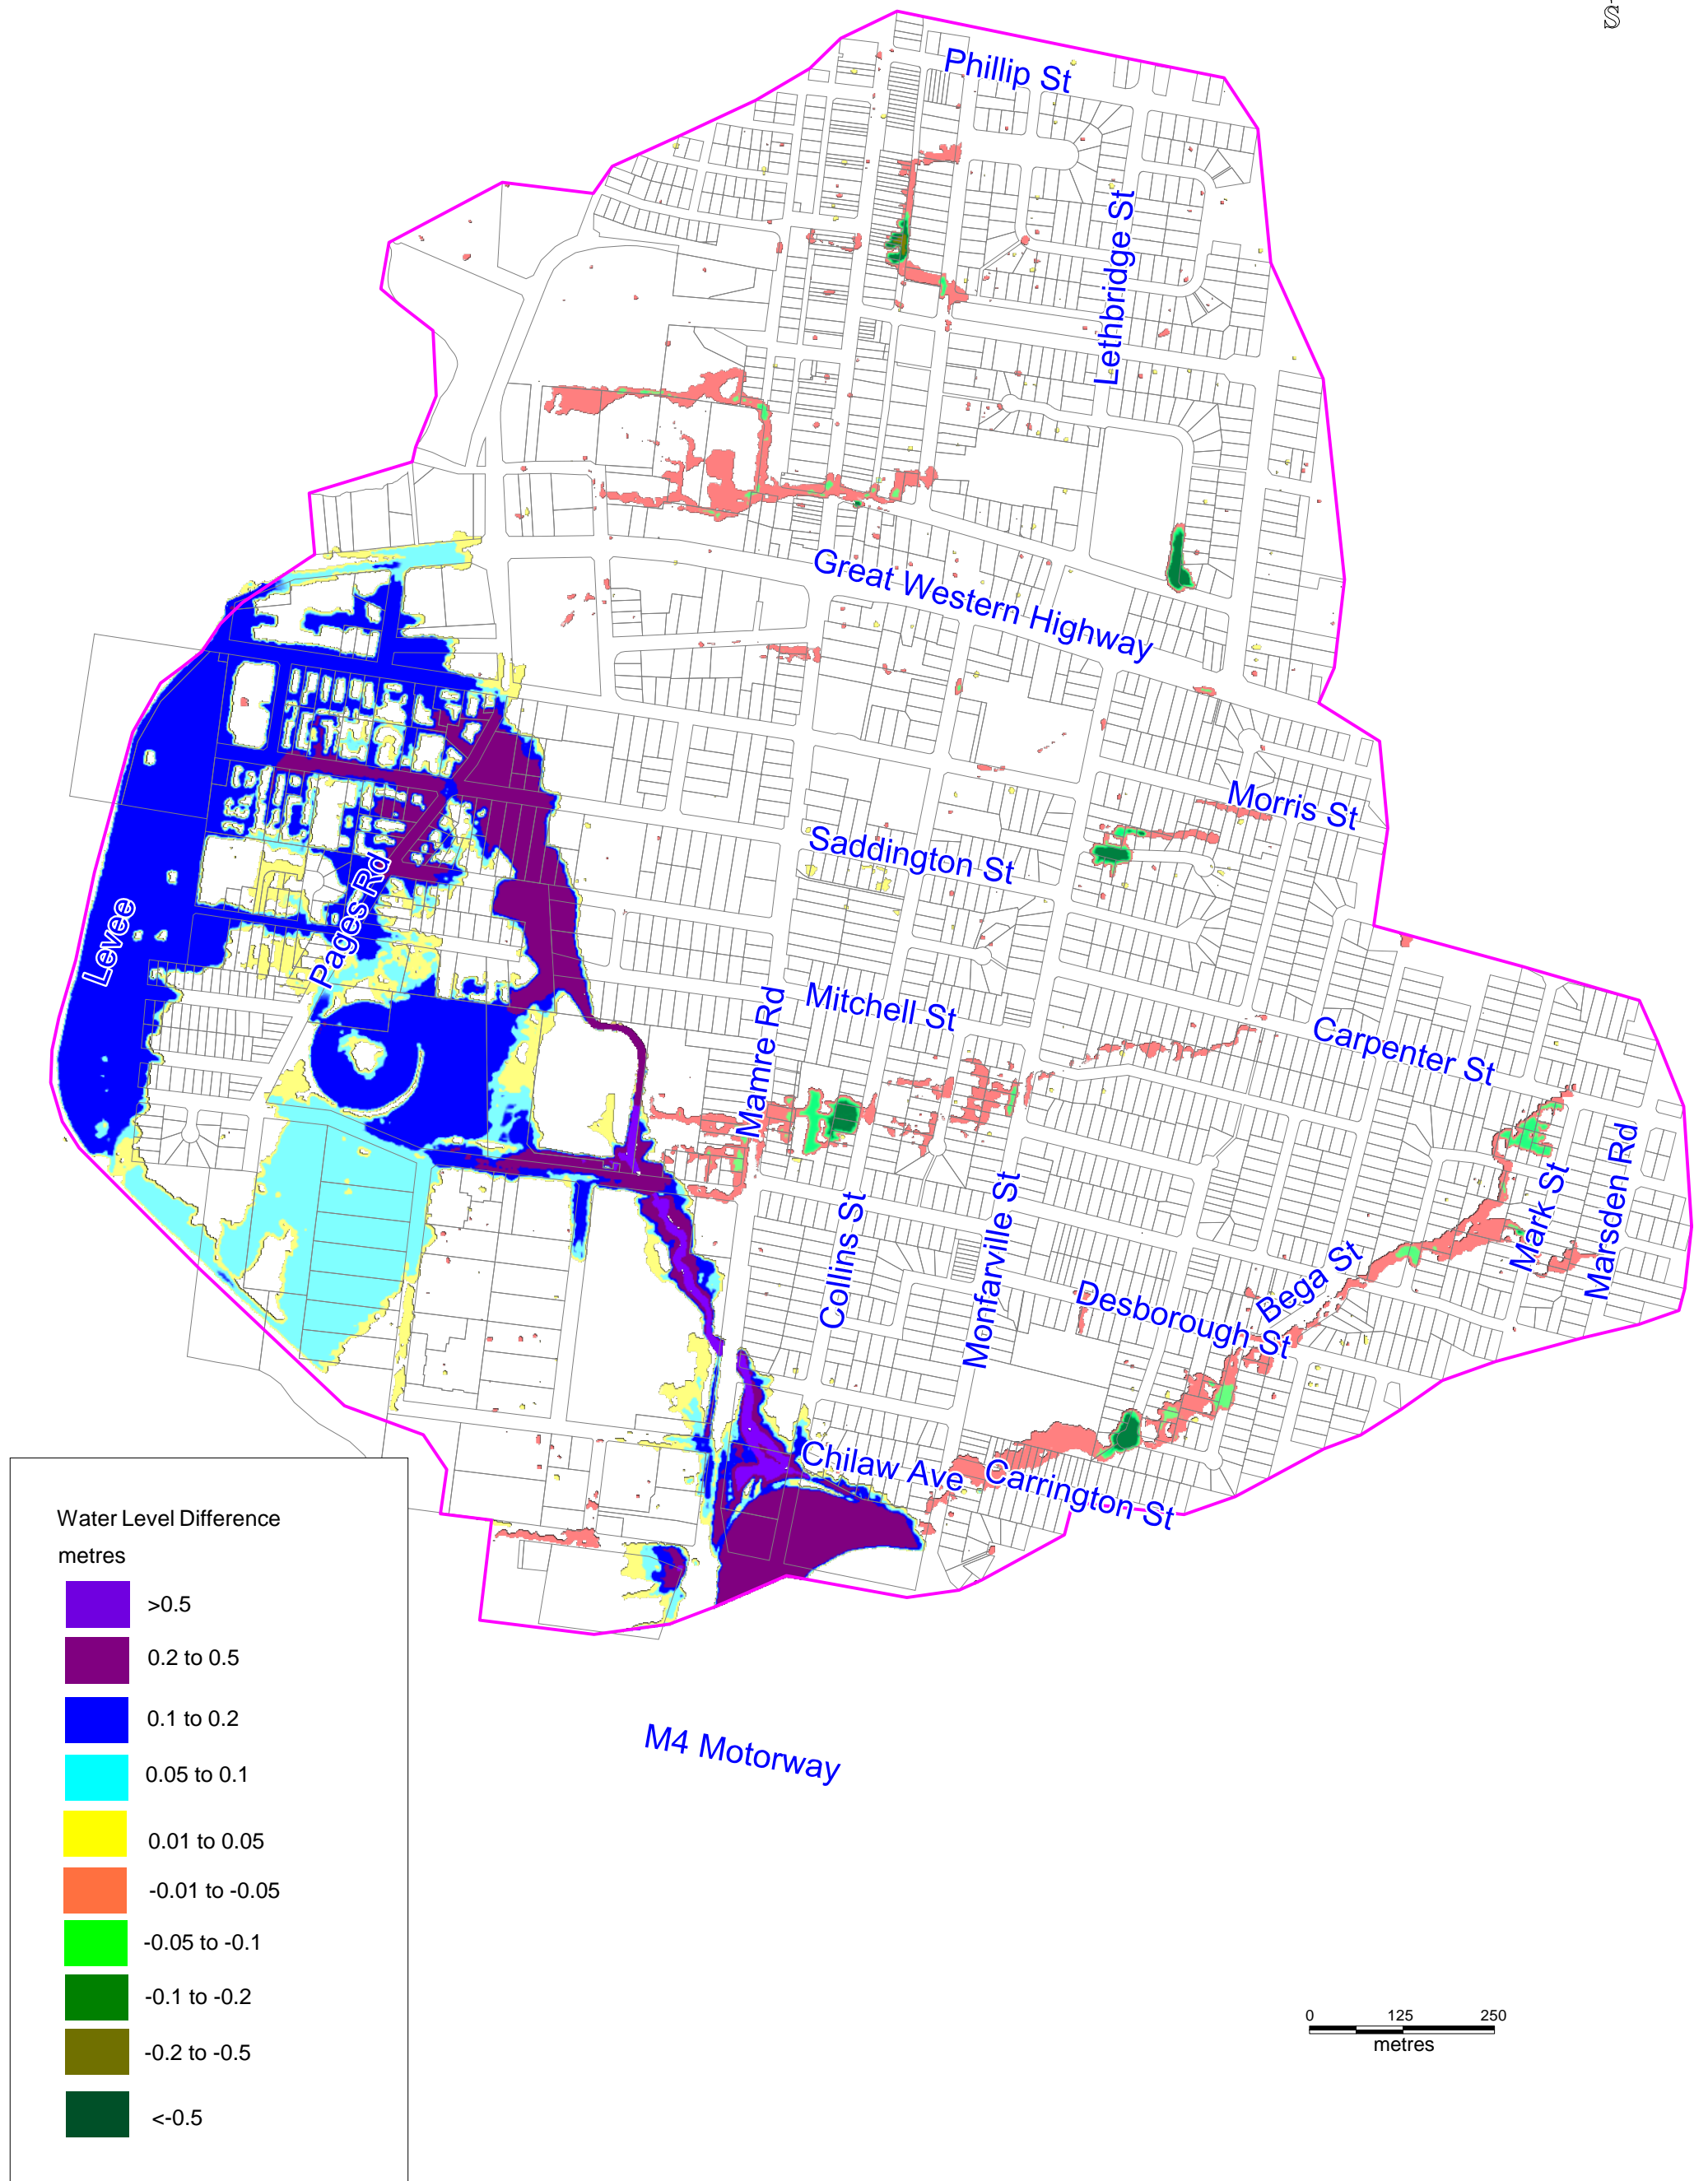 S
Phillip St
Lethbridge St
Great Western Highway
Morris St
Saddington St
Pages Rd
Levee
Mitchell St
Mamre Rd
Carpenter St
Collins St
Monfarville St
Desborough St
Bega St
Mark St
Marsden Rd
Chilaw Ave
Carrington St
M4 Motorway
Water Level Difference
metres
>0.5
0.2 to 0.5
0.1 to 0.2
0.05 to 0.1
0.01 to 0.05
-0.01 to -0.05
-0.05 to -0.1
-0.1 to -0.2
-0.2 to -0.5
<-0.5
0 125 250
metres